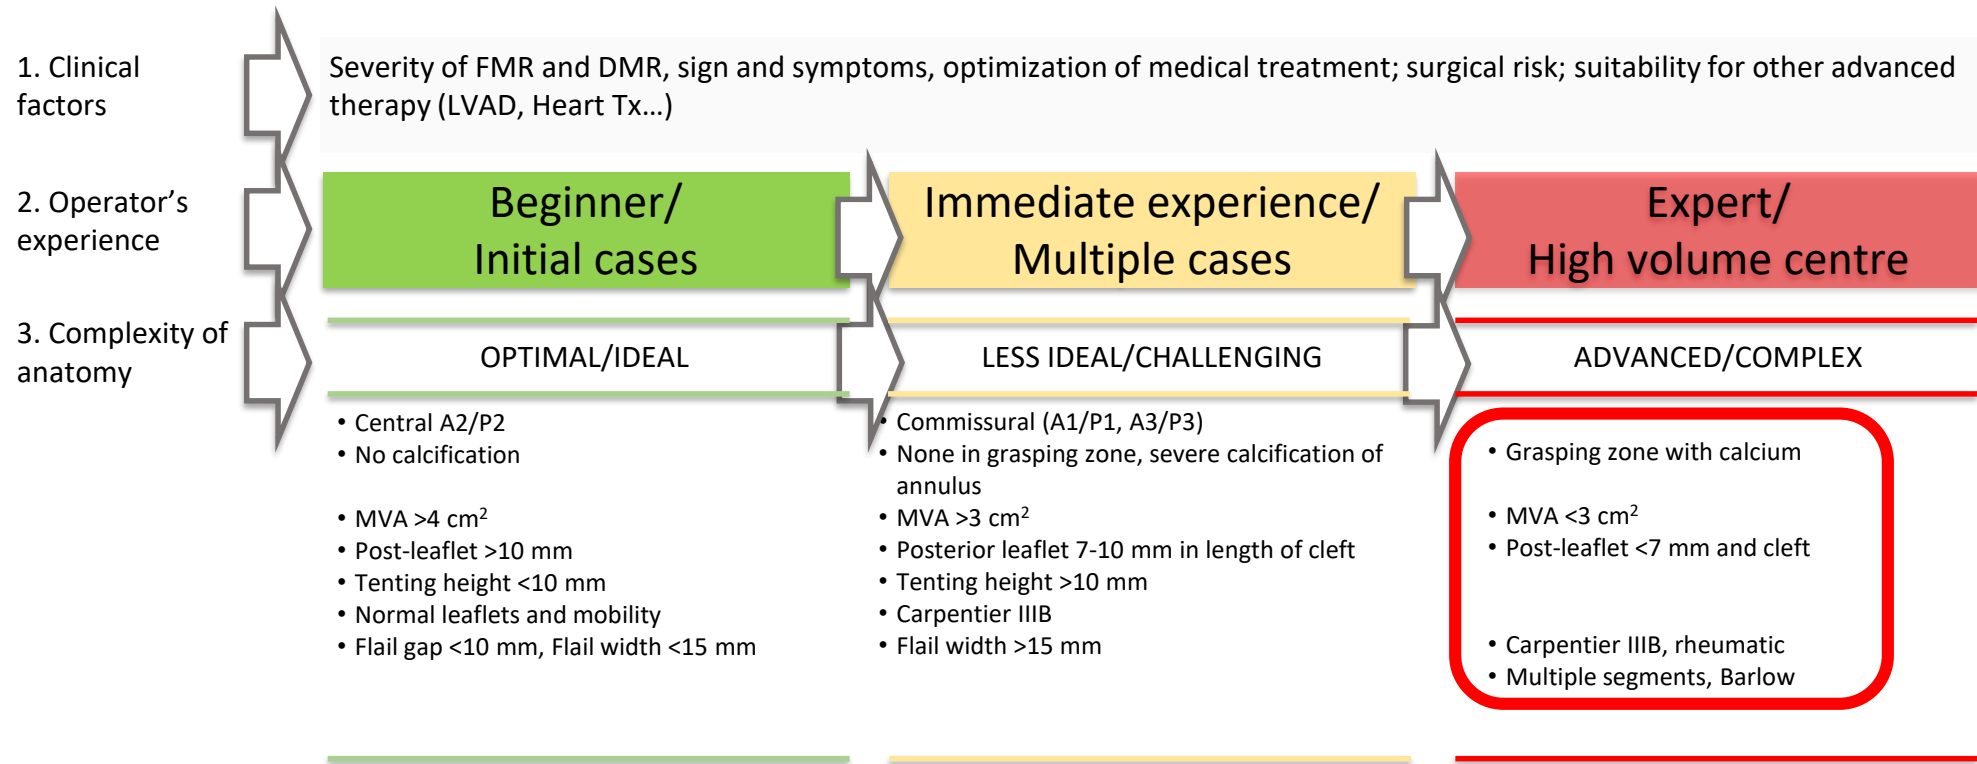 1. Clinical
factors
Severity of FMR and DMR, sign and symptoms, optimization of medical treatment; surgical risk; suitability for other advanced
therapy (LVAD, Heart Tx...)
2. Operator's
experience
Beginner/
Initial cases
Immediate experience/
Multiple cases
Expert/
High volume centre
3. Complexity of
anatomy
OPTIMAL/IDEAL
LESS IDEAL/CHALLENGING
ADVANCED/COMPLEX
• Central A2/P2
• No calcification
• MVA >4 cm²
• Post-leaflet >10 mm
• Tenting height <10 mm
• Normal leaflets and mobility
• Flail gap <10 mm, Flail width <15 mm
• Commissural (A1/P1, A3/P3)
• None in grasping zone, severe calcification of
annulus
• MVA >3 cm²
• Posterior leaflet 7-10 mm in length of cleft
• Tenting height >10 mm
• Carpentier IIIB
• Flail width >15 mm
• Grasping zone with calcium
• MVA <3 cm²
• Post-leaflet <7 mm and cleft
• Carpentier IIIB, rheumatic
• Multiple segments, Barlow